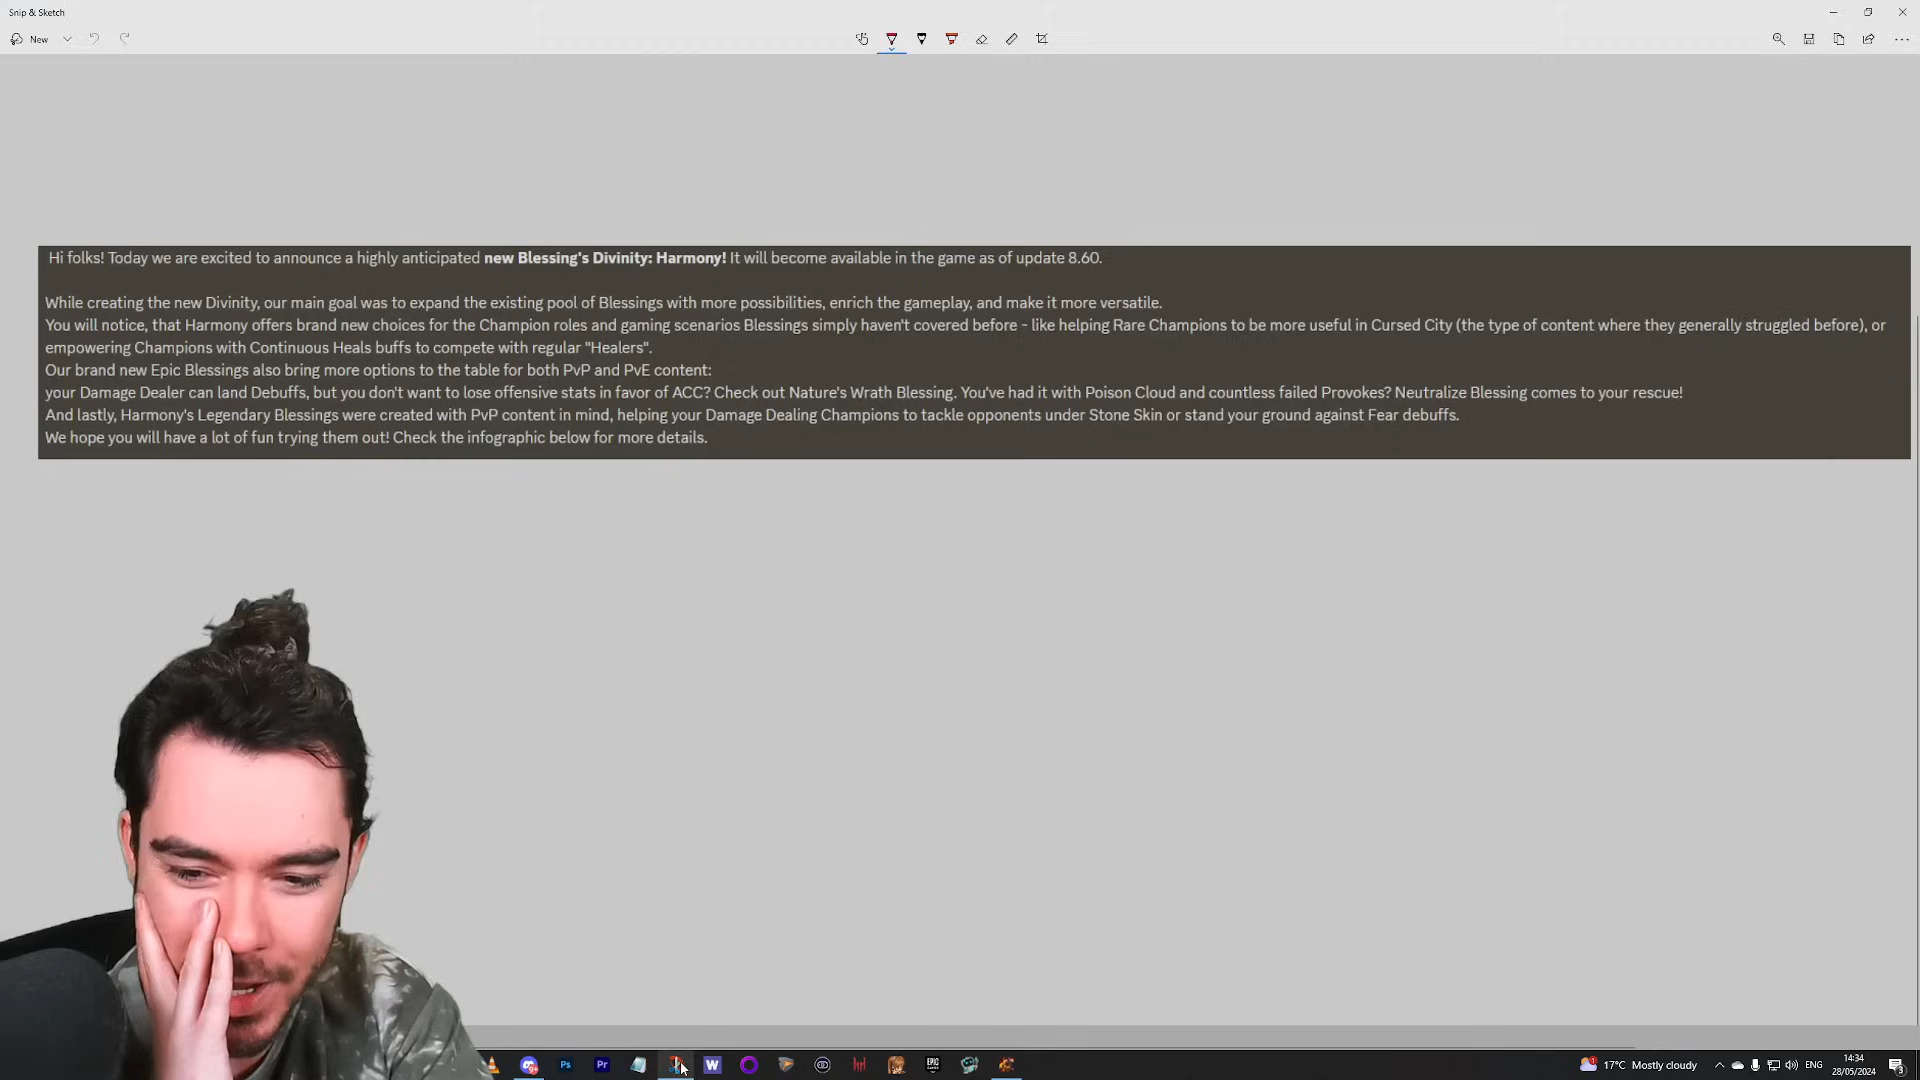 Snip & Sketch
New
Hi folks! Today we are excited to announce a highly anticipated new Blessing's Divinity: Harmony! It will become available in the game as of update 8.60.
While creating the new Divinity, our main goal was to expand the existing pool of Blessings with more possibilities, enrich the gameplay, and make it more versatile.
You will notice, that Harmony offers brand new choices for the Champion roles and gaming scenarios Blessings simply haven't covered before - like helping Rare Champions to be more useful in Cursed City (the type of content where they generally struggled before), or
empowering Champions with Continuous Heals buffs to compete with regular "Healers".
Our brand new Epic Blessings also bring more options to the table for both PvP and PvE content:
your Damage Dealer can land Debuffs, but you don't want to lose offensive stats in favor of ACC? Check out Nature's Wrath Blessing. You've had it with Poison Cloud and countless failed Provokes? Neutralize Blessing comes to your rescue!
And lastly, Harmony's Legendary Blessings were created with PvP content in mind, helping your Damage Dealing Champions to tackle opponents under Stone Skin or stand your ground against Fear debuffs.
We hope you will have a lot of fun trying them out! Check the infographic below for more details.
Ps
Pr
W
EPIC
1
17°C Mostly cloudy
ENG
14:34
28/05/2024
3